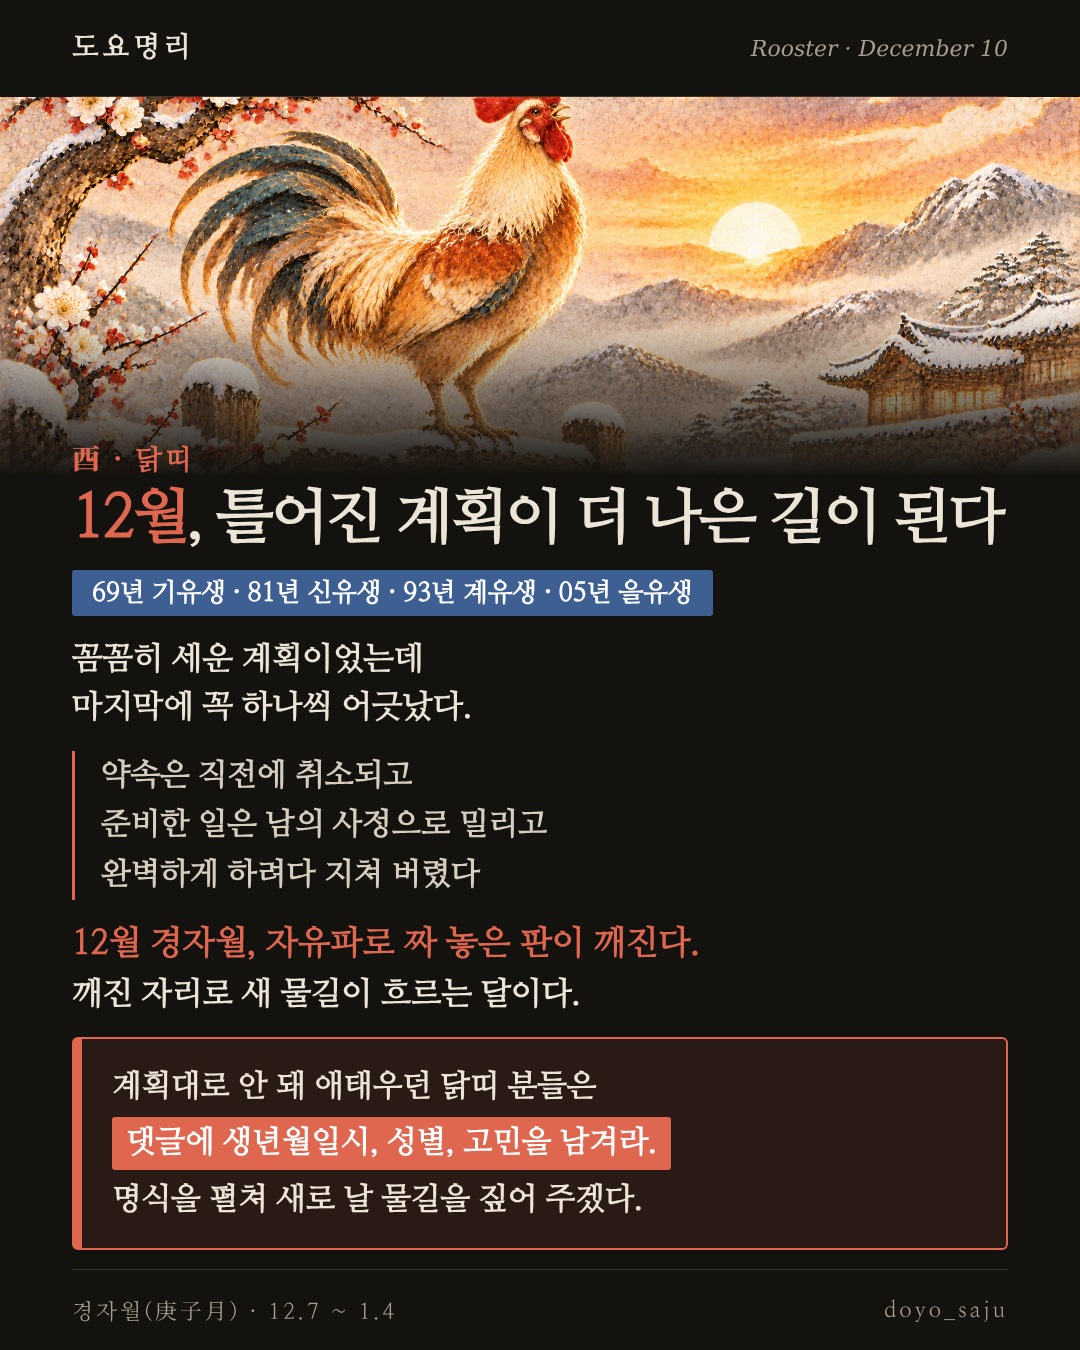 도요명리
Rooster · December 10
酉 · 닭띠
12월, 틀어진 계획이 더 나은 길이 된다
69년 기유생 · 81년 신유생 · 93년 계유생 · 05년 을유생
꼼꼼히 세운 계획이었는데
마지막에 꼭 하나씩 어긋났다.
약속은 직전에 취소되고
준비한 일은 남의 사정으로 밀리고
완벽하게 하려다 지쳐 버렸다
12월 경자월, 자유파로 짜 놓은 판이 깨진다.
깨진 자리로 새 물길이 흐르는 달이다.
계획대로 안 돼 애태우던 닭띠 분들은
댓글에 생년월일시, 성별, 고민을 남겨라.
명식을 펼쳐 새로 날 물길을 짚어 주겠다.
경자월(庚子月) · 12.7 ~ 1.4
doyo_saju